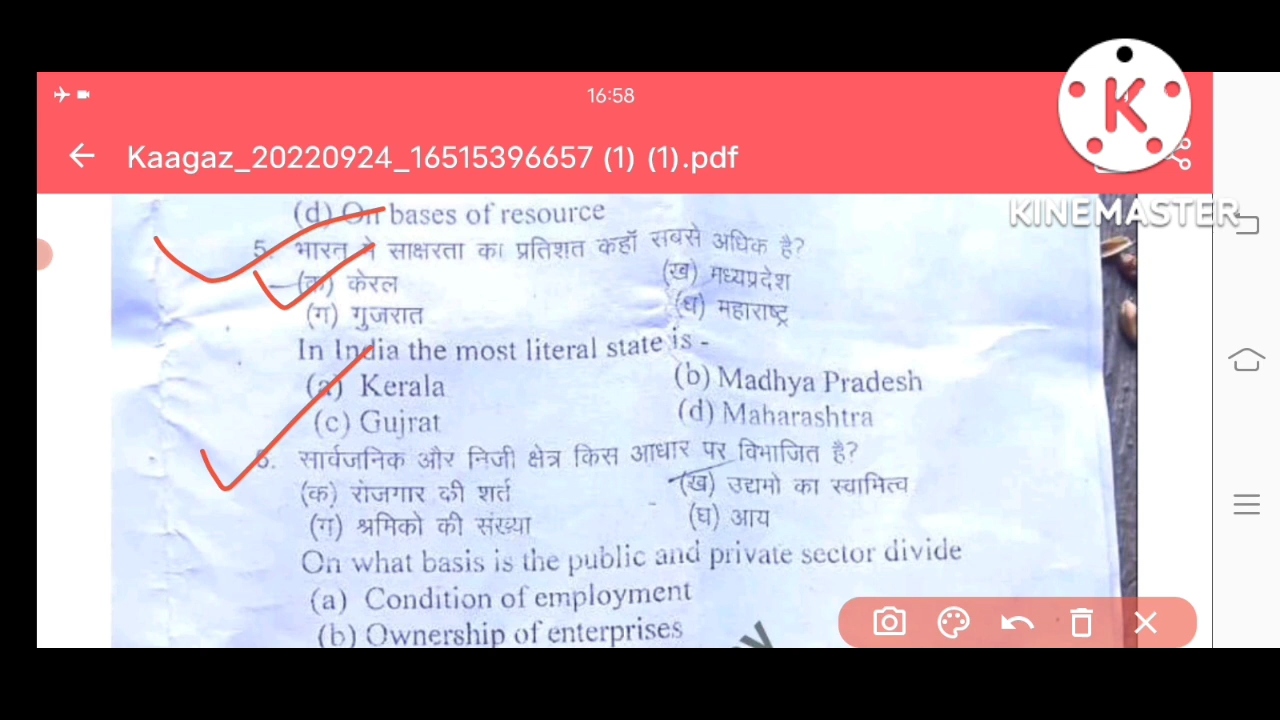 16:58
Kaagaz_20220924_16515396657 (1) (1).pdf
KINEMASTER
(d) On bases of resource
5. भारत मे साक्षरता का प्रतिशत कहाँ सबसे अधिक है?
(क) केरल (ख) मध्यप्रदेश
(ग) गुजरात (घ) महाराष्ट्र
In India the most literal state is -
(a) Kerala (b) Madhya Pradesh
(c) Gujrat (d) Maharashtra
6. सार्वजनिक और निजी क्षेत्र किस आधार पर विभाजित है?
(क) रोजगार की शर्त (ख) उद्यमो का स्वामित्व
(ग) श्रमिको की संख्या (घ) आय
On what basis is the public and private sector divide
(a) Condition of employment
(b) Ownership of enterprises